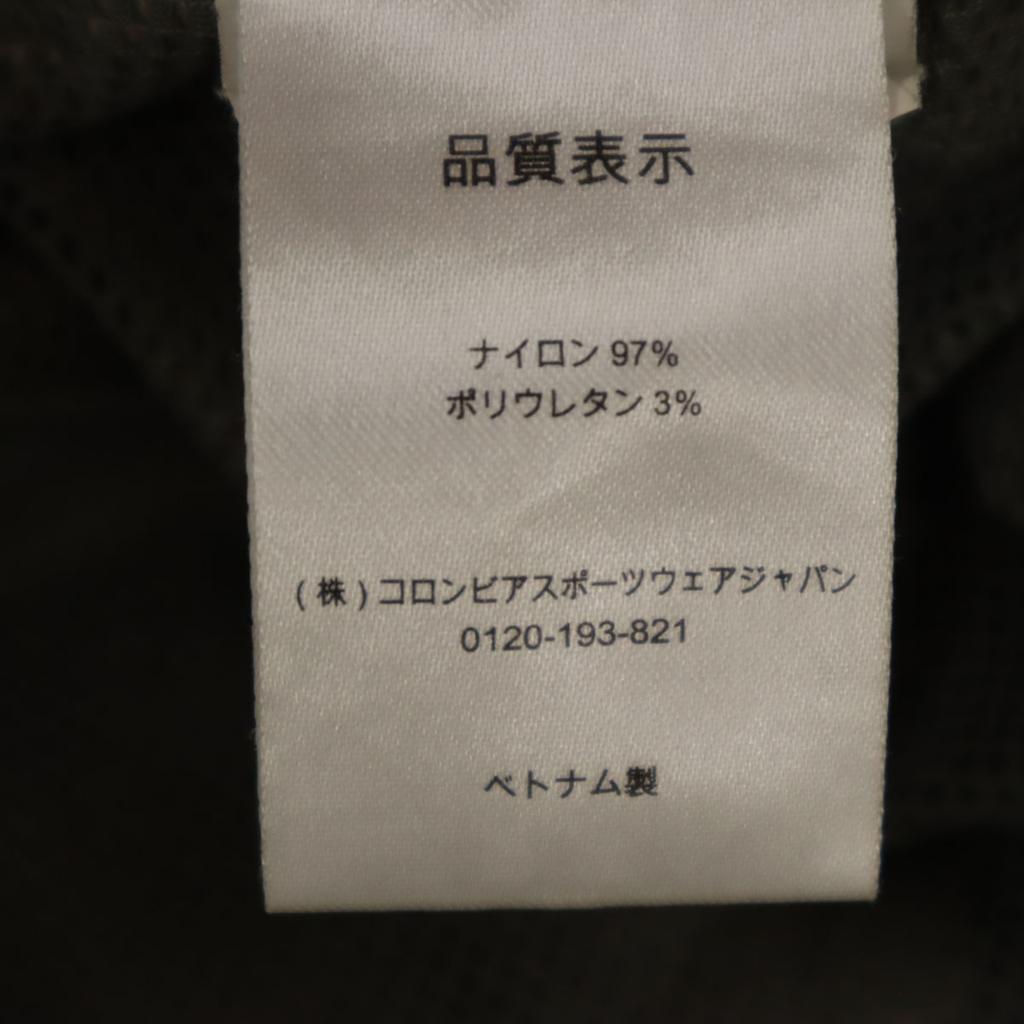 品質表示
ナイロン 97%
ポリウレタン 3%
(株)コロンビアスポーツウェアジャパン
0120-193-821
ベトナム製